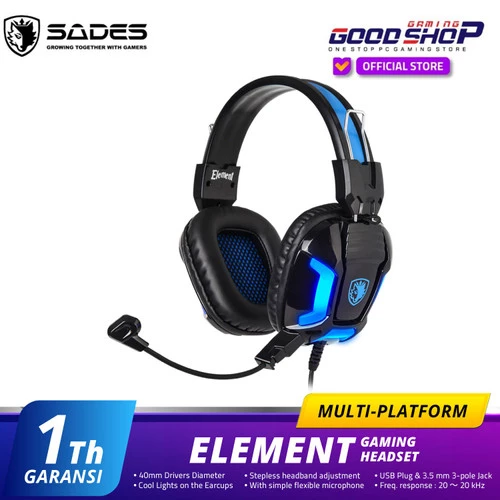 SADES
GROWING TOGETHER WITH GAMERS
GAMING
GOODSHOP
ONE STOP PC GAMING STORE
OFFICIAL STORE
Element
1Th
GARANSI
MULTI-PLATFORM
ELEMENT GAMING HEADSET
• 40mm Drivers Diameter
• Cool Lights on the Earcups
• Stepless headband adjustment
• With simple flexible microphone
• USB Plug & 3.5 mm 3-pole Jack
• Freq. response : 20 ~ 20 kHz